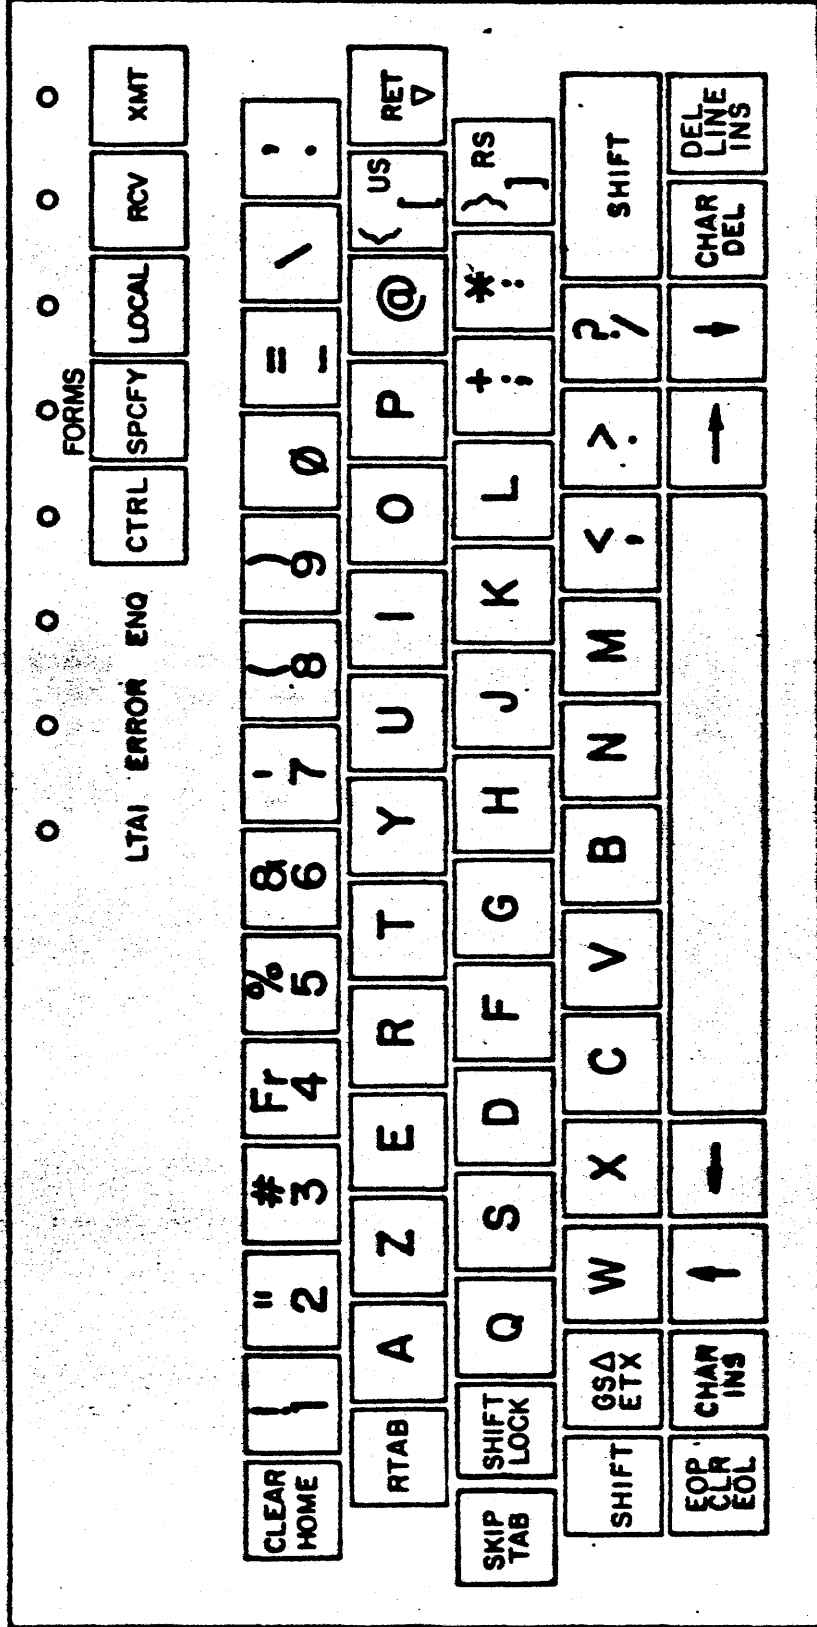 FORMS
LTAI ERROR ENQ CTRL SPCFY LOCAL RCV XMT
CLEAR ! " # Fr % & ' ( ) = \
HOME 1 2 3 4 5 6 7 8 9 Ø -
RTAB A Z E R T Y U I O P @ { US [ RET ▽
SKIP TAB SHIFT LOCK Q S D F G H J K L + ; * : } RS ]
SHIFT GS△ ETX W X C V B N M < , > . ? / SHIFT
EOP CLR EOL CHAR INS CHAR DEL DEL LINE INS